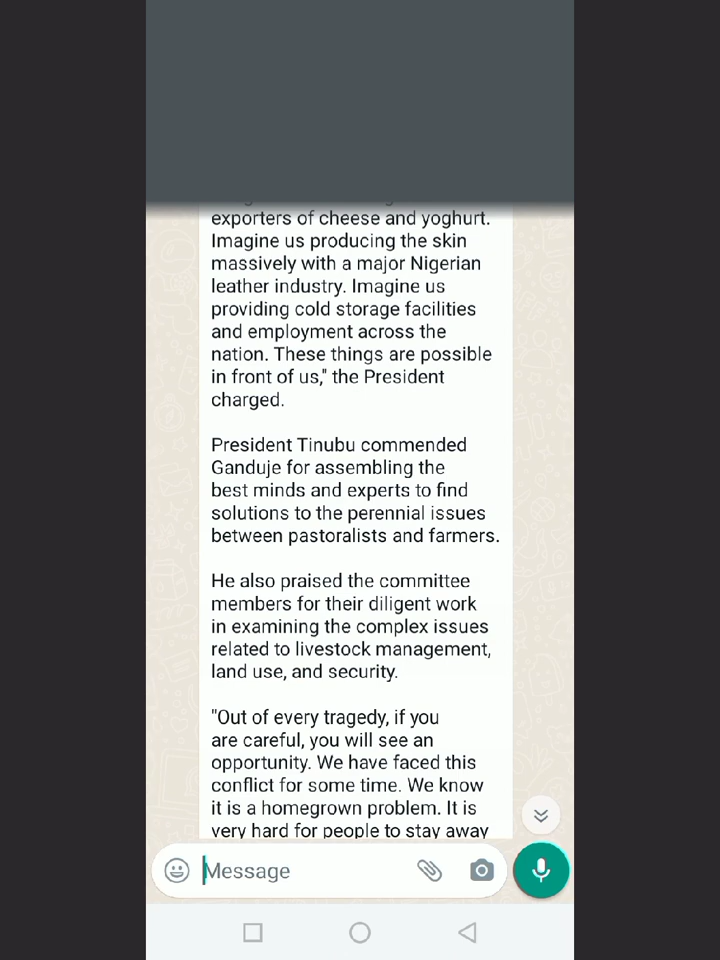 exporters of cheese and yoghurt.
Imagine us producing the skin
massively with a major Nigerian
leather industry. Imagine us
providing cold storage facilities
and employment across the
nation. These things are possible
in front of us," the President
charged.
President Tinubu commended
Ganduje for assembling the
best minds and experts to find
solutions to the perennial issues
between pastoralists and farmers.
He also praised the committee
members for their diligent work
in examining the complex issues
related to livestock management,
land use, and security.
"Out of every tragedy, if you
are careful, you will see an
opportunity. We have faced this
conflict for some time. We know
it is a homegrown problem. It is
very hard for people to stay away
Message